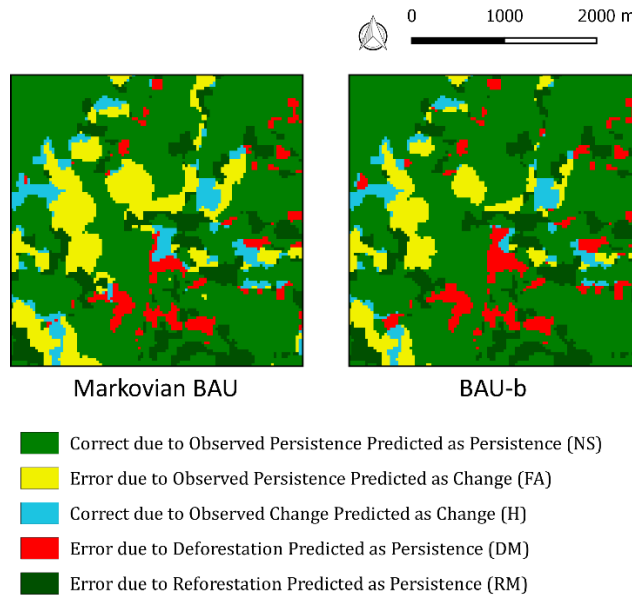 0 1000 2000 m
Markovian BAU BAU-b
Correct due to Observed Persistence Predicted as Persistence (NS)
Error due to Observed Persistence Predicted as Change (FA)
Correct due to Observed Change Predicted as Change (H)
Error due to Deforestation Predicted as Persistence (DM)
Error due to Reforestation Predicted as Persistence (RM)